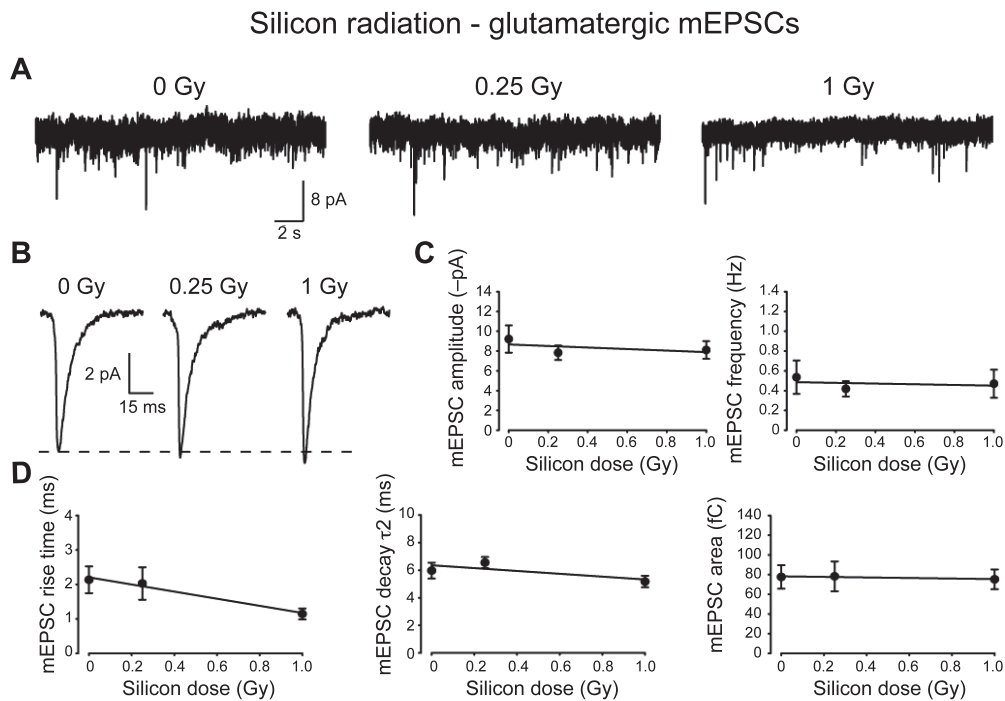 Silicon radiation - glutamatergic mEPSCs
A
0 Gy
0.25 Gy
1 Gy
8 pA
2 s
B
0 Gy
0.25 Gy
1 Gy
2 pA
15 ms
C
mEPSC amplitude (–pA)
14
12
10
8
6
4
2
0
0 0.2 0.4 0.6 0.8 1.0
Silicon dose (Gy)
mEPSC frequency (Hz)
1.4
1.2
1.0
0.8
0.6
0.4
0.2
0
0 0.2 0.4 0.6 0.8 1.0
Silicon dose (Gy)
D
mEPSC rise time (ms)
4
3
2
1
0
0 0.2 0.4 0.6 0.8 1.0
Silicon dose (Gy)
mEPSC decay τ2 (ms)
10
8
6
4
2
0
0 0.2 0.4 0.6 0.8 1.0
Silicon dose (Gy)
mEPSC area (fC)
140
120
100
80
60
40
20
0
0 0.2 0.4 0.6 0.8 1.0
Silicon dose (Gy)